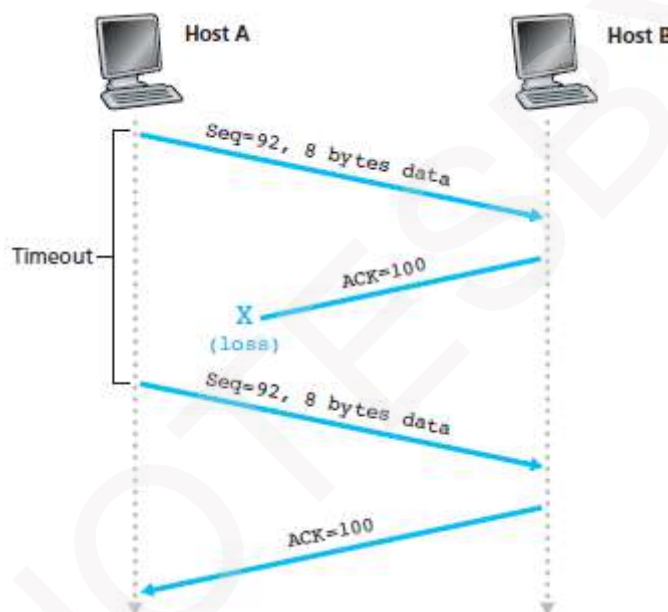 Host A
Host B
Seq=92, 8 bytes data
Timeout
ACK=100
X
(loss)
Seq=92, 8 bytes data
ACK=100